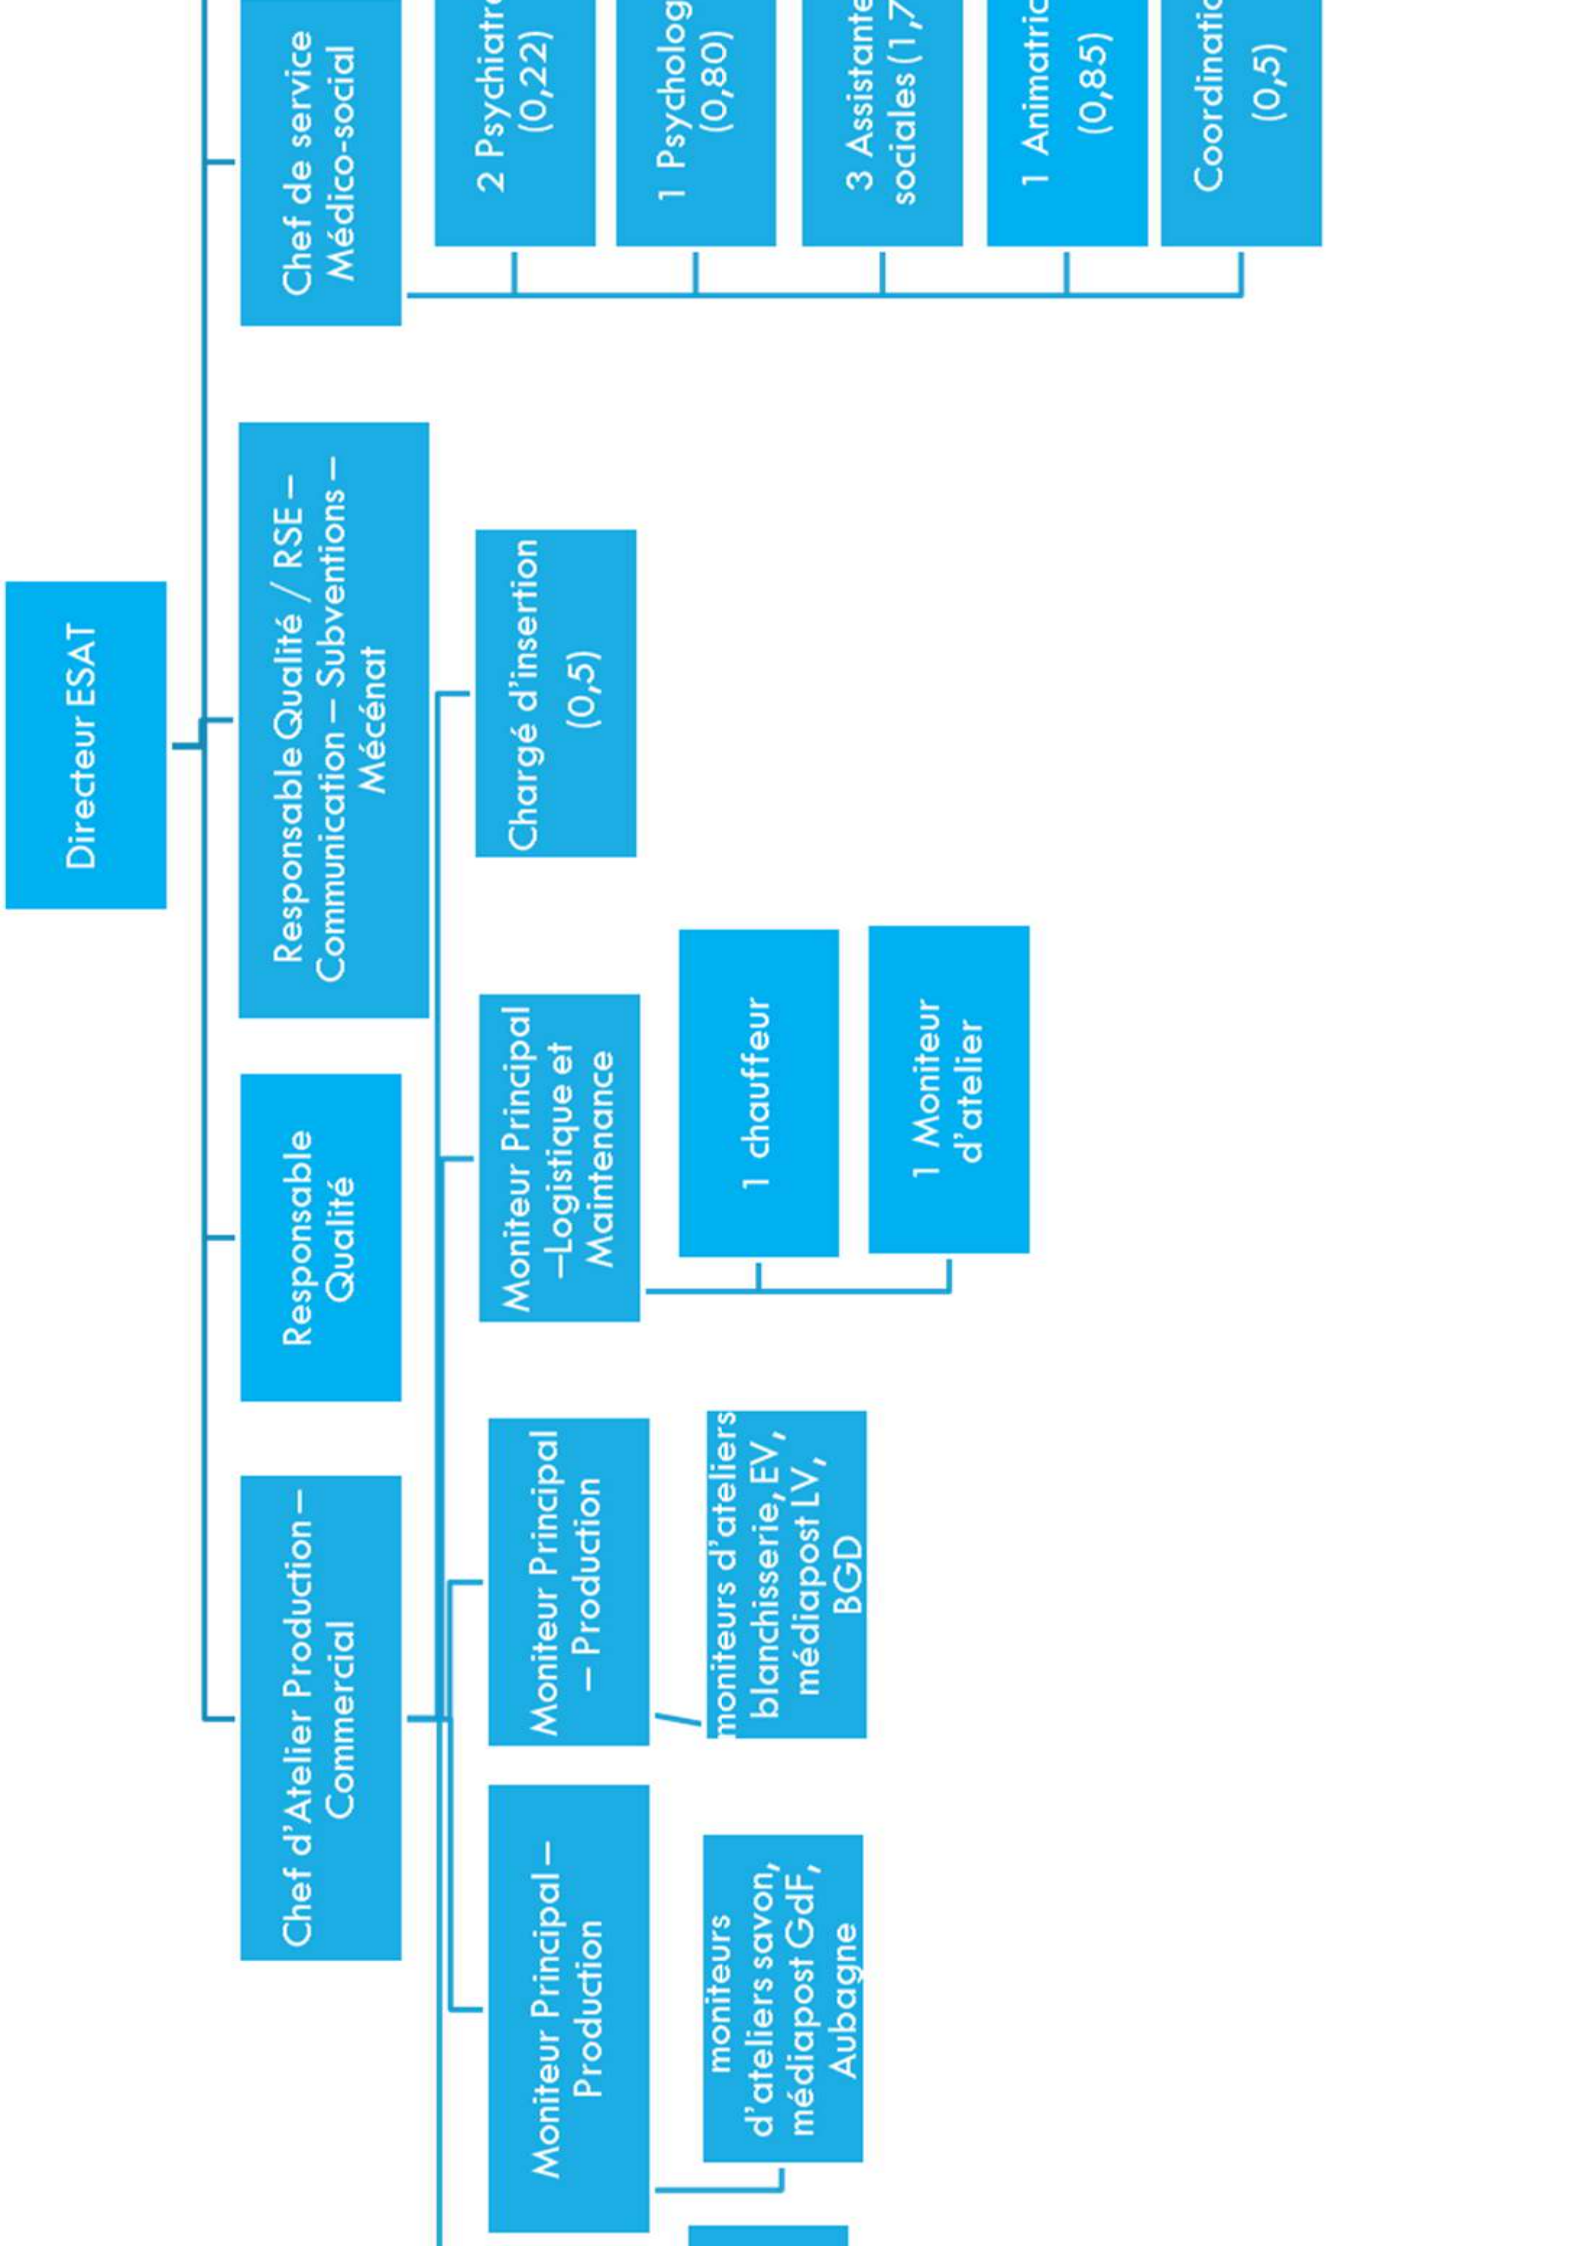 Directeur ESAT
Chef d'Atelier Production –
Commercial
Responsable
Qualité
Responsable Qualité / RSE –
Communication – Subventions –
Mécénat
Chef de service
Médico-social
Moniteur Principal –
Production
moniteurs
d'ateliers savon,
médiapost GdF,
Aubagne
Moniteur Principal
– Production
moniteurs d'ateliers
blanchisserie, EV,
médiapost LV,
BGD
Moniteur Principal
–Logistique et
Maintenance
1 chauffeur
1 Moniteur
d'atelier
Chargé d'insertion
(0,5)
2 Psychiatre
(0,22)
1 Psycholog
(0,80)
3 Assistante
sociales (1,7
1 Animatric
(0,85)
Coordinatio
(0,5)